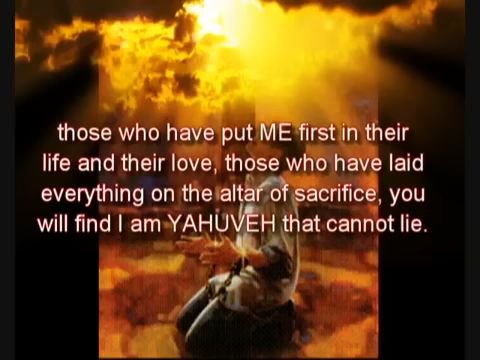 those who have put ME first in their
life and their love, those who have laid
everything on the altar of sacrifice, you
will find I am YAHUVEH that cannot lie.